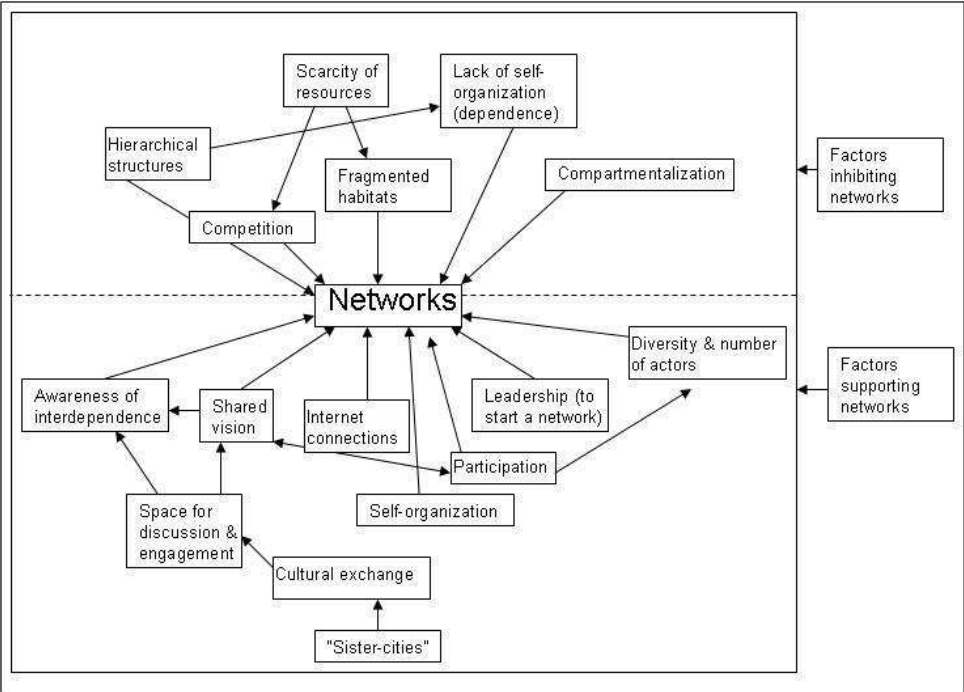 Scarcity of
resources
Lack of self-
organization
(dependence)
Hierarchical
structures
Fragmented
habitats
Compartmentalization
Factors
inhibiting
networks
Competition
Networks
Diversity & number
of actors
Factors
supporting
networks
Awareness of
interdependence
Shared
vision
Internet
connections
Leadership (to
start a network)
Participation
Self-organization
Space for
discussion &
engagement
Cultural exchange
"Sister-cities"